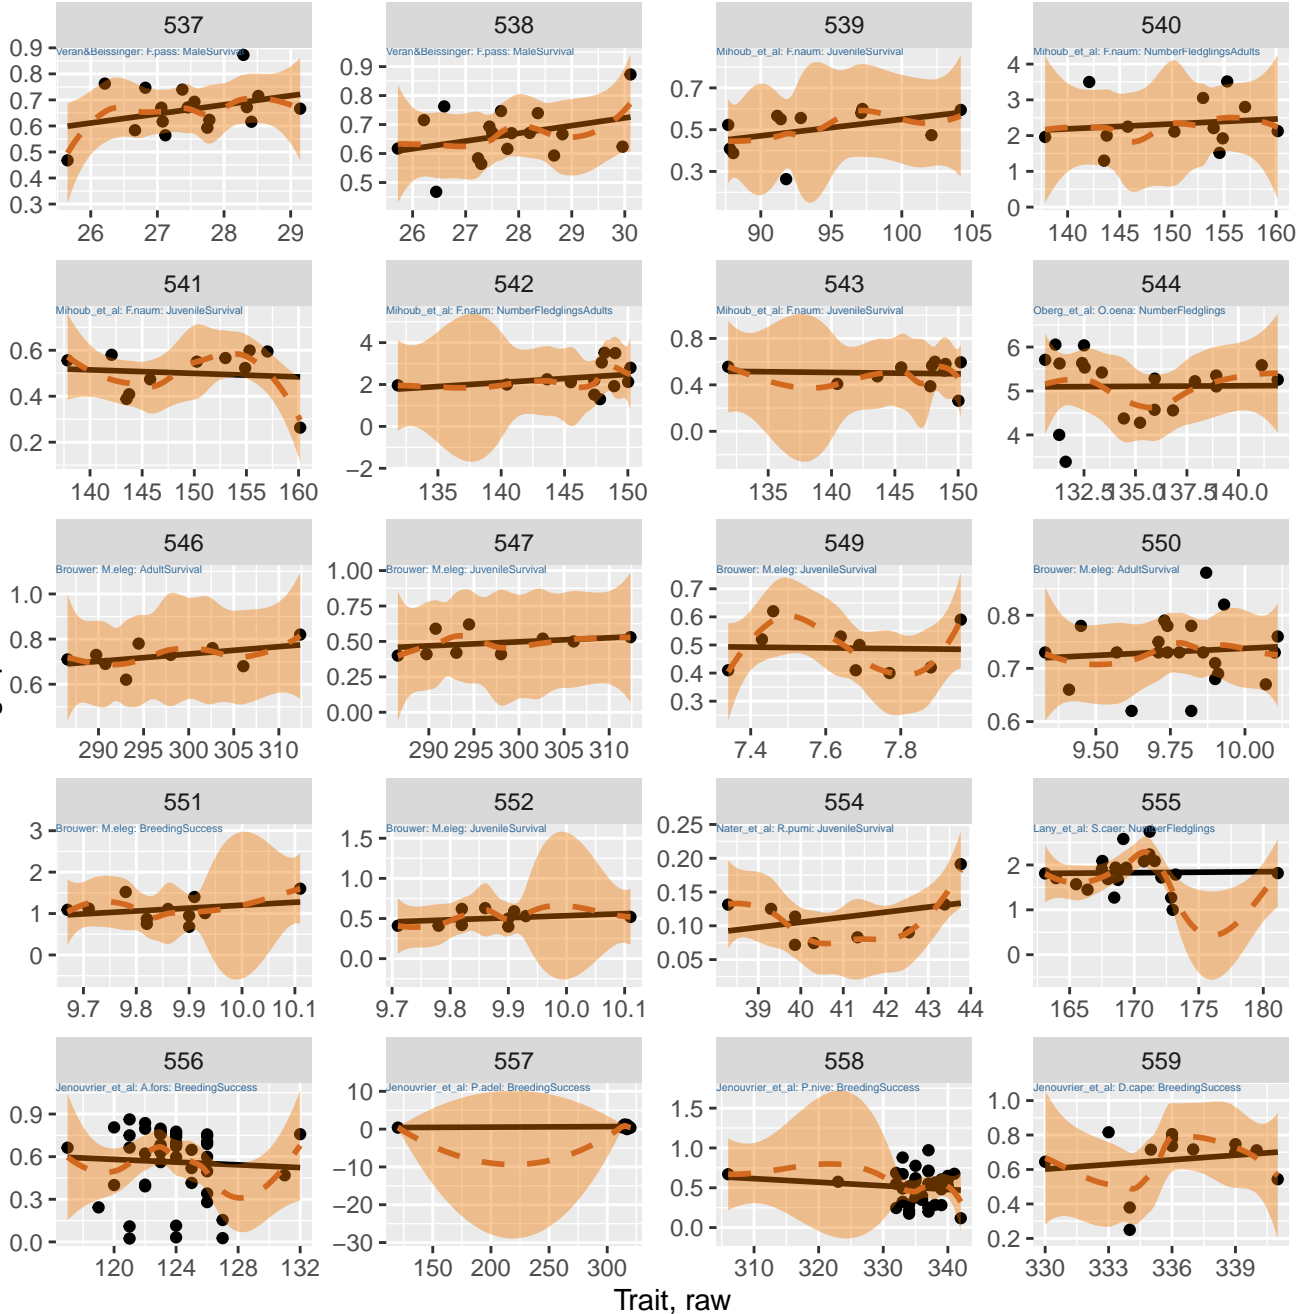 537 538 539 540
Veran&Beissinger: F.pass: MaleSurvival Veran&Beissinger: F.pass: MaleSurvival Mihoub_et_al: F.naum: JuvenileSurvival Mihoub_et_al: F.naum: NumberFledglingsAdults
0.9 0.8 0.7 0.6 0.5 0.4 0.3
26 27 28 29
0.9 0.8 0.7 0.6 0.5
26 27 28 29 30
0.7 0.5 0.3
90 95 100 105
4 3 2 1 0
140 145 150 155 160
541 542 543 544
Mihoub_et_al: F.naum: JuvenileSurvival Mihoub_et_al: F.naum: NumberFledglingsAdults Mihoub_et_al: F.naum: JuvenileSurvival Oberg_et_al: O.oena: NumberFledglings
0.6 0.4 0.2
140 145 150 155 160
4 2 0 −2
135 140 145 150
0.8 0.4 0.0
135 140 145 150
6 5 4
132.5 135.0 137.5 140.0
546 547 549 550
Brouwer: M.eleg: AdultSurvival Brouwer: M.eleg: JuvenileSurvival Brouwer: M.eleg: JuvenileSurvival Brouwer: M.eleg: AdultSurvival
1.0 0.8 0.6
290 295 300 305 310
1.00 0.75 0.50 0.25 0.00
290 295 300 305 310
0.7 0.6 0.5 0.4 0.3
7.4 7.6 7.8
0.8 0.7 0.6
9.50 9.75 10.00
551 552 554 555
Brouwer: M.eleg: BreedingSuccess Brouwer: M.eleg: JuvenileSurvival Nater_et_al: R.pumi: JuvenileSurvival Lany_et_al: S.caer: NumberFledglings
3 2 1 0
9.7 9.8 9.9 10.0 10.1
1.5 1.0 0.5 0.0
9.7 9.8 9.9 10.0 10.1
0.25 0.20 0.15 0.10 0.05
39 40 41 42 43 44
2 1 0
165 170 175 180
556 557 558 559
Jenouvrier_et_al: A.fors: BreedingSuccess Jenouvrier_et_al: P.adel: BreedingSuccess Jenouvrier_et_al: P.nive: BreedingSuccess Jenouvrier_et_al: D.cape: BreedingSuccess
0.9 0.6 0.3 0.0
120 124 128 132
10 0 −10 −20 −30
150 200 250 300
1.5 1.0 0.5 0.0
310 320 330 340
1.0 0.8 0.6 0.4 0.2
330 333 336 339
Trait, raw